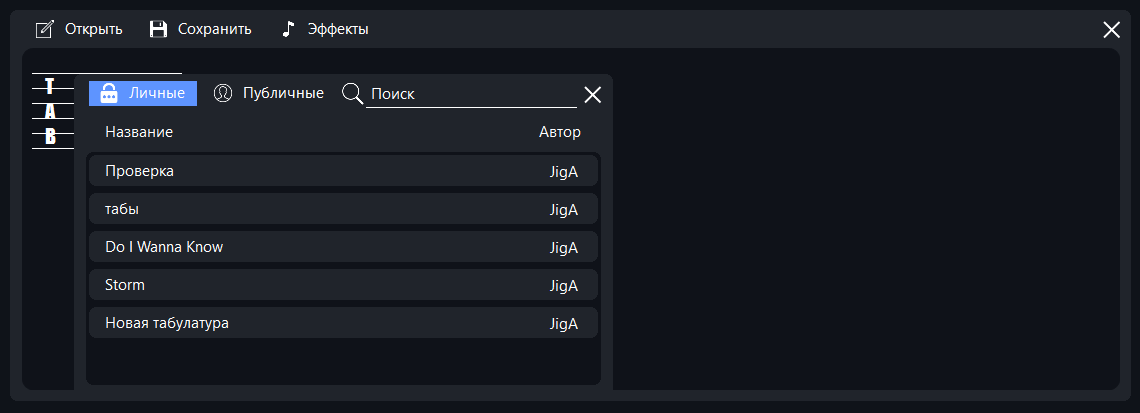 Открыть Сохранить Эффекты
T
A
B
Личные Публичные Поиск
Название Автор
Проверка JigA
табы JigA
Do I Wanna Know JigA
Storm JigA
Новая табулатура JigA